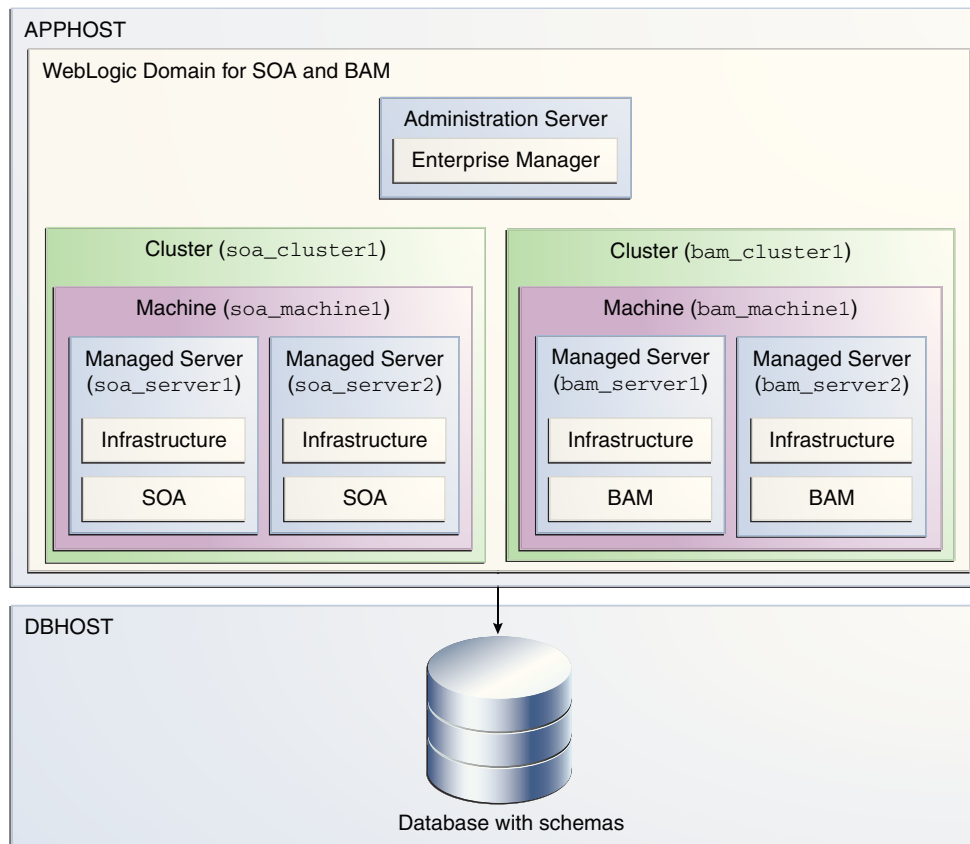 APPHOST
WebLogic Domain for SOA and BAM
Administration Server
Enterprise Manager
Cluster (soa_cluster1)
Machine (soa_machine1)
Managed Server
(soa_server1)
Infrastructure
SOA
Managed Server
(soa_server2)
Infrastructure
SOA
Cluster (bam_cluster1)
Machine (bam_machine1)
Managed Server
(bam_server1)
Infrastructure
BAM
Managed Server
(bam_server2)
Infrastructure
BAM
DBHOST
Database with schemas